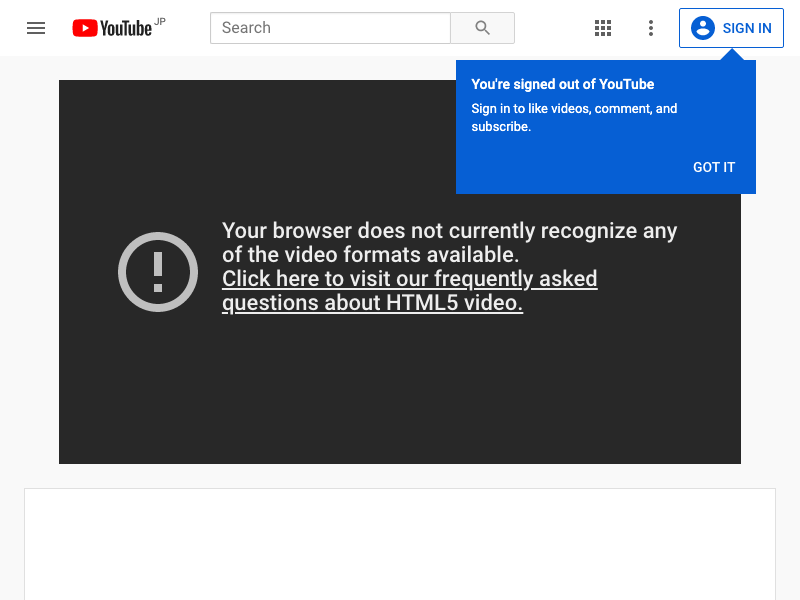 YouTube JP
Search
SIGN IN
You're signed out of YouTube
Sign in to like videos, comment, and
subscribe.
GOT IT
Your browser does not currently recognize any
of the video formats available.
Click here to visit our frequently asked
questions about HTML5 video.